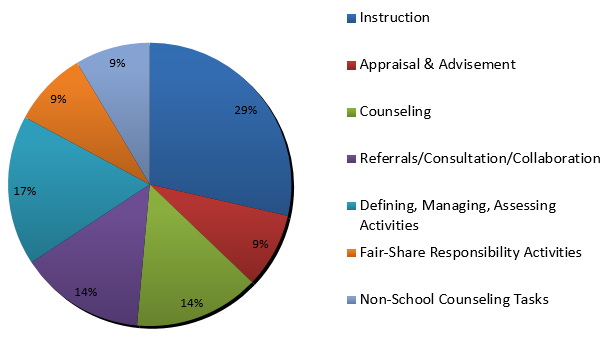 9%
29%
9%
17%
9%
14%
14%
Instruction
Appraisal & Advisement
Counseling
Referrals/Consultation/Collaboration
Defining, Managing, Assessing
Activities
Fair-Share Responsibility Activities
Non-School Counseling Tasks